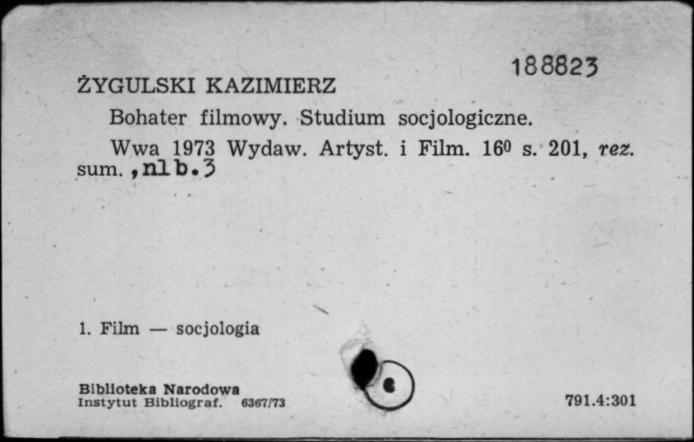 188823
ŻYGULSKI KAZIMIERZ
Bohater filmowy. Studium socjologiczne.
Wwa 1973 Wydaw. Artyst. i Film. 16⁰ s. 201, rez.
sum. , nlb. 3
1. Film — socjologia
Biblioteka Narodowa
Instytut Bibliograf. 6367/73
791.4:301